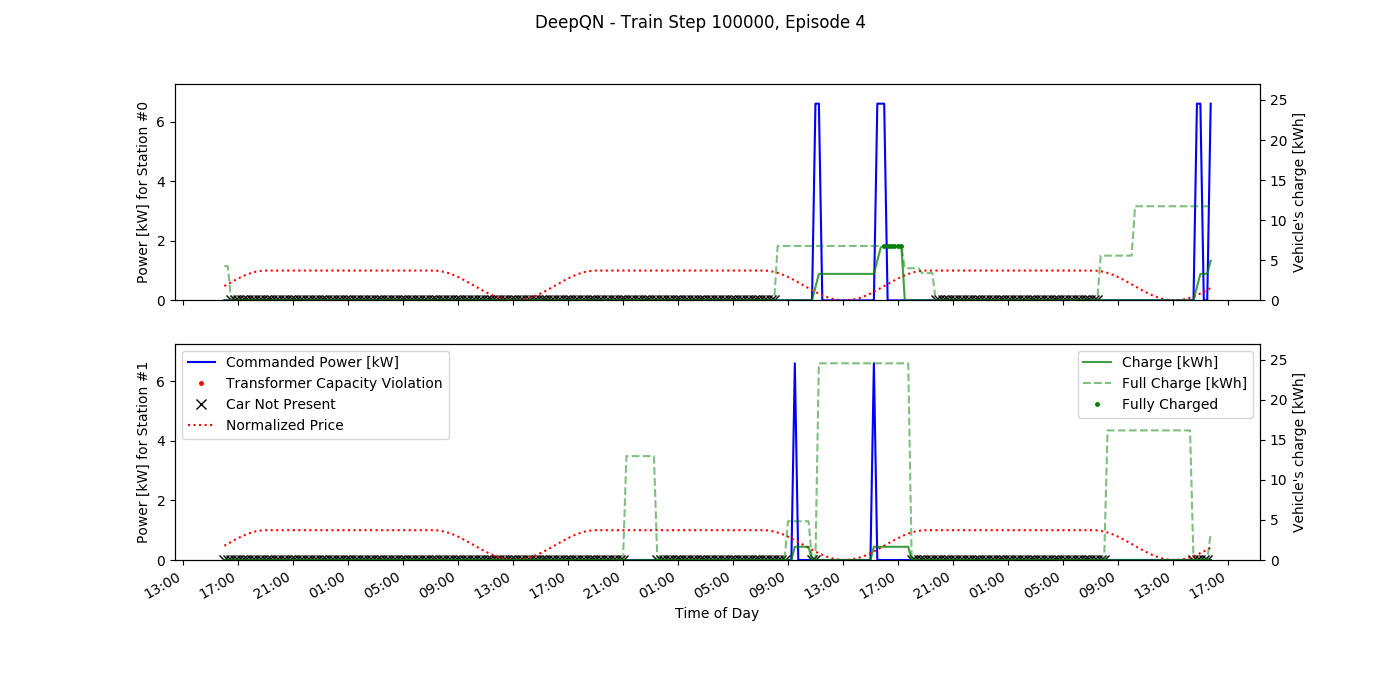 DeepQN - Train Step 100000, Episode 4
Power [kW] for Station #0
6
4
2
0
25
20
15
10
5
0
Vehicle's charge [kWh]
Power [kW] for Station #1
6
4
2
0
Commanded Power [kW]
Transformer Capacity Violation
Car Not Present
Normalized Price
Charge [kWh]
Full Charge [kWh]
Fully Charged
25
20
15
10
5
0
Vehicle's charge [kWh]
13:00 17:00 21:00 01:00 05:00 09:00 13:00 17:00 21:00 01:00 05:00 09:00 13:00 17:00 21:00 01:00 05:00 09:00 13:00 17:00
Time of Day